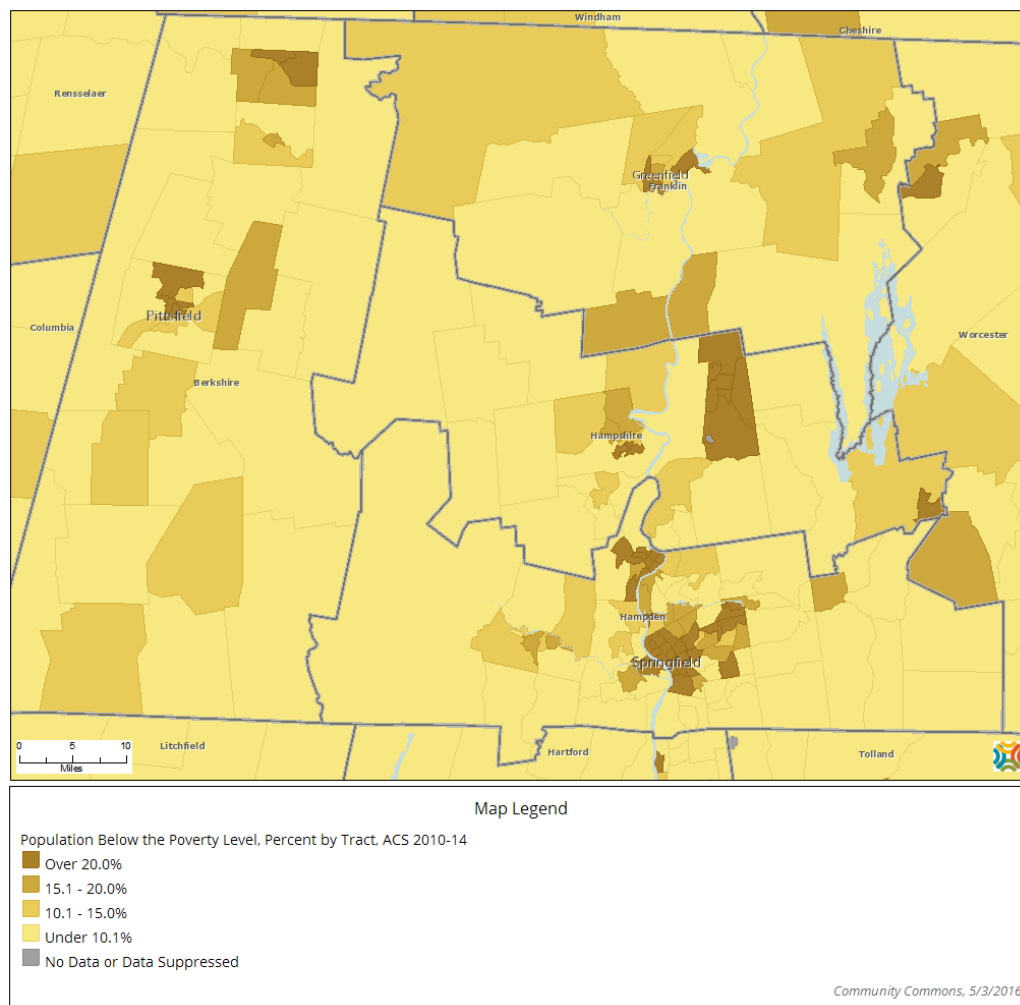 Windham
Cheshire
Rensselaer
Greenfield
Franklin
Pittsfield
Columbia
Worcester
Berkshire
Hampshire
Hampden
Springfield
0 5 10
Miles
Litchfield
Hartford
Tolland
Map Legend
Population Below the Poverty Level, Percent by Tract, ACS 2010-14
Over 20.0%
15.1 - 20.0%
10.1 - 15.0%
Under 10.1%
No Data or Data Suppressed
Community Commons, 5/3/2016